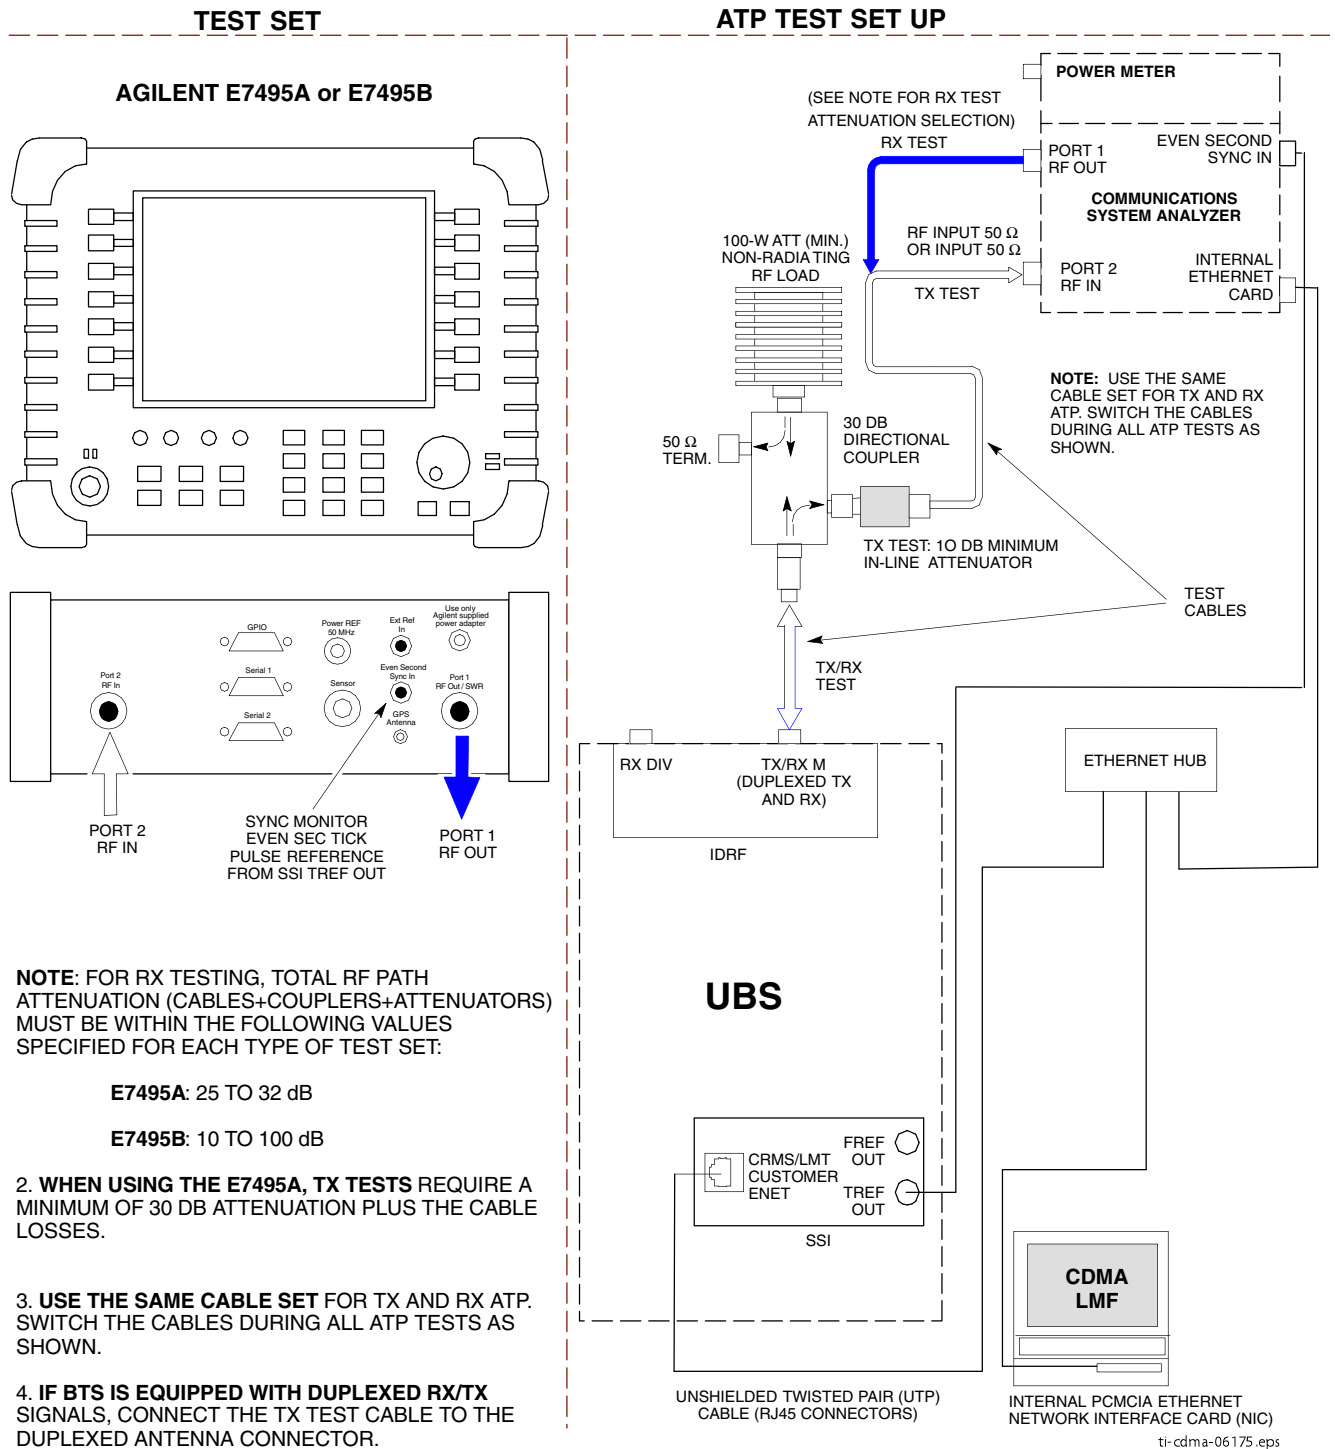 TEST SET
AGILENT E7495A or E7495B
GPIO
Serial 1
Serial 2
Power REF
50 MHz
Sensor
Ext Ref
In
Even Second
Sync In
GPS
Antenna
Use only
Agilent supplied
power adapter
Port 1
RF Out / SWR
Port 2
RF In
PORT 2
RF IN
SYNC MONITOR
EVEN SEC TICK
PULSE REFERENCE
FROM SSI TREF OUT
PORT 1
RF OUT
NOTE: FOR RX TESTING, TOTAL RF PATH
ATTENUATION (CABLES+COUPLERS+ATTENUATORS)
MUST BE WITHIN THE FOLLOWING VALUES
SPECIFIED FOR EACH TYPE OF TEST SET:
E7495A: 25 TO 32 dB
E7495B: 10 TO 100 dB
2. WHEN USING THE E7495A, TX TESTS REQUIRE A
MINIMUM OF 30 DB ATTENUATION PLUS THE CABLE
LOSSES.
3. USE THE SAME CABLE SET FOR TX AND RX ATP.
SWITCH THE CABLES DURING ALL ATP TESTS AS
SHOWN.
4. IF BTS IS EQUIPPED WITH DUPLEXED RX/TX
SIGNALS, CONNECT THE TX TEST CABLE TO THE
DUPLEXED ANTENNA CONNECTOR.
ATP TEST SET UP
POWER METER
(SEE NOTE FOR RX TEST
ATTENUATION SELECTION)
RX TEST
PORT 1
RF OUT
EVEN SECOND
SYNC IN
COMMUNICATIONS
SYSTEM ANALYZER
RF INPUT 50 Ω
OR INPUT 50 Ω
TX TEST
PORT 2
RF IN
INTERNAL
ETHERNET
CARD
100-W ATT (MIN.)
NON-RADIA TING
RF LOAD
NOTE: USE THE SAME
CABLE SET FOR TX AND RX
ATP. SWITCH THE CABLES
DURING ALL ATP TESTS AS
SHOWN.
50 Ω
TERM.
30 DB
DIRECTIONAL
COUPLER
TX TEST: 1O DB MINIMUM
IN-LINE ATTENUATOR
TEST
CABLES
TX/RX
TEST
RX DIV
TX/RX M
(DUPLEXED TX
AND RX)
IDRF
ETHERNET HUB
UBS
CRMS/LMT
CUSTOMER
ENET
FREF
OUT
TREF
OUT
SSI
CDMA
LMF
UNSHIELDED TWISTED PAIR (UTP)
CABLE (RJ45 CONNECTORS)
INTERNAL PCMCIA ETHERNET
NETWORK INTERFACE CARD (NIC)
ti-cdma-06175.eps